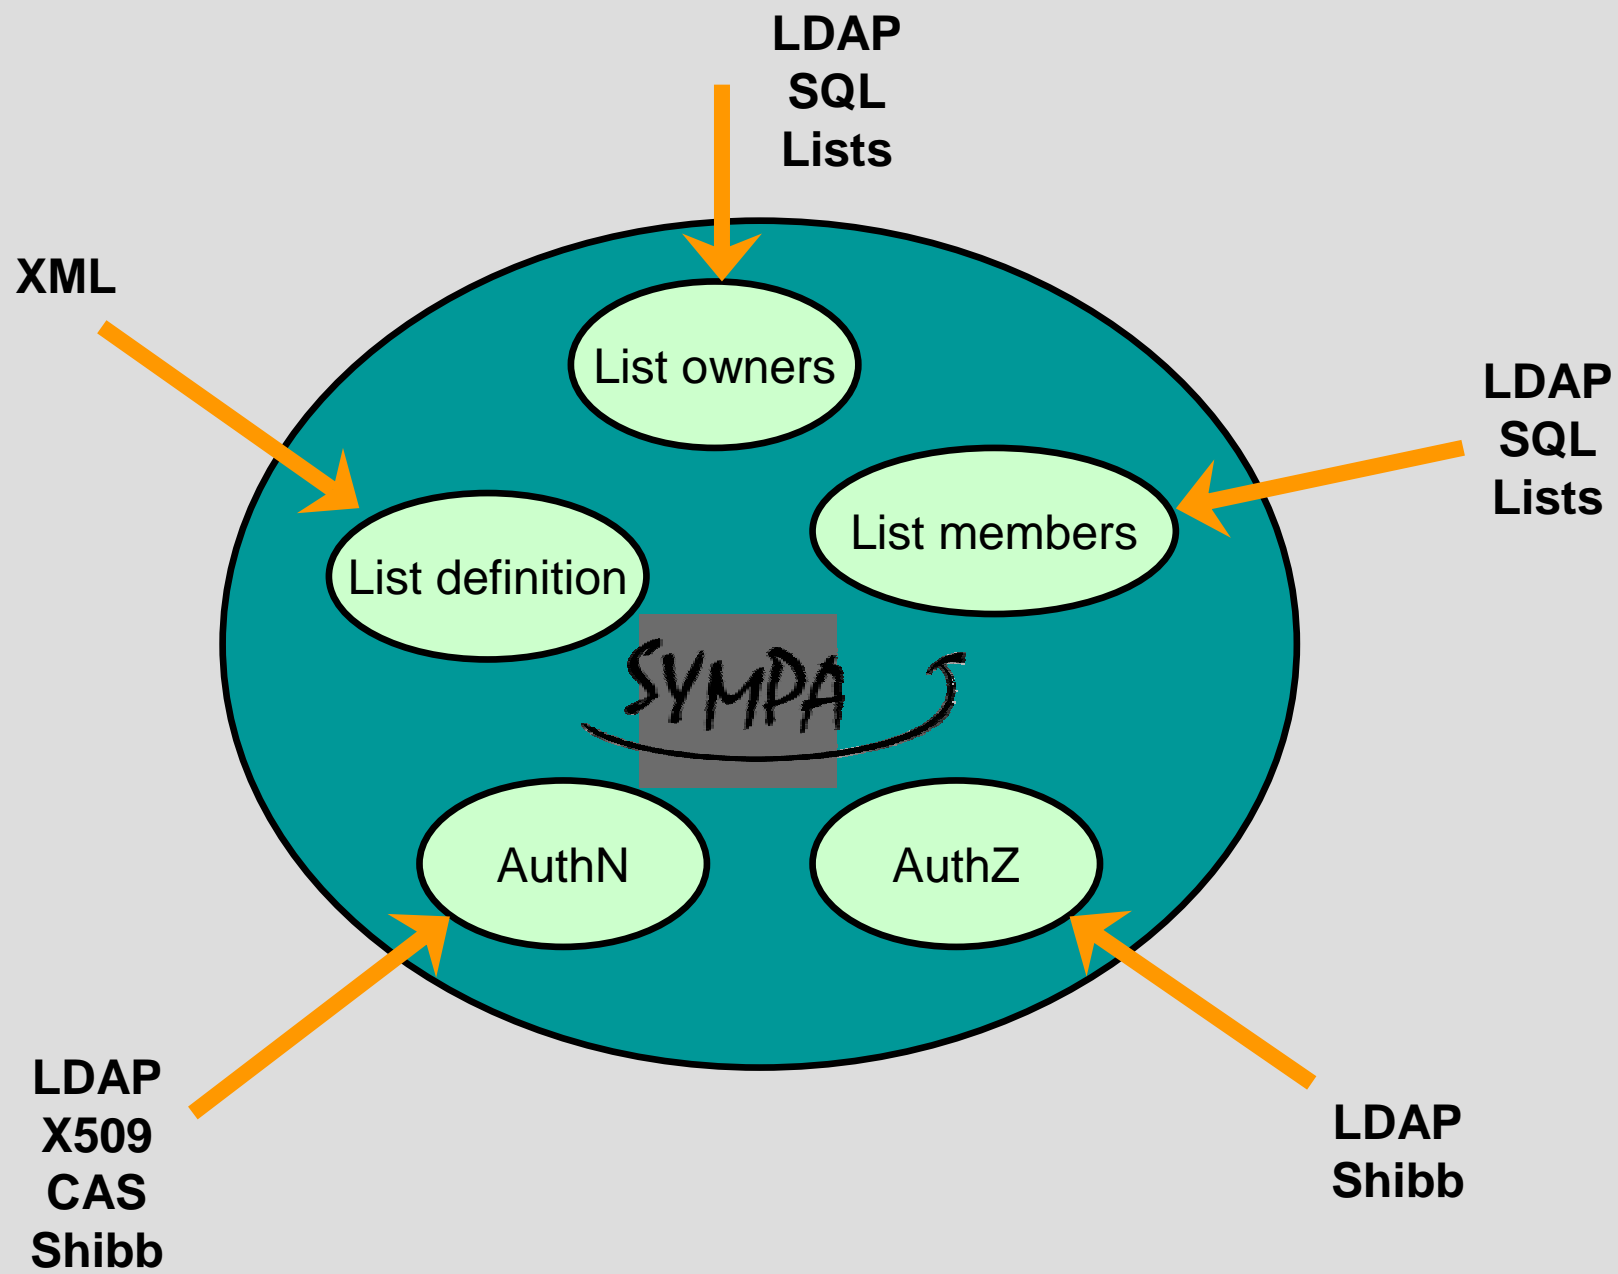 LDAP
SQL
Lists
XML
List owners
LDAP
SQL
Lists
List members
List definition
SYMPA
AuthN
AuthZ
LDAP
X509
CAS
Shibb
LDAP
Shibb